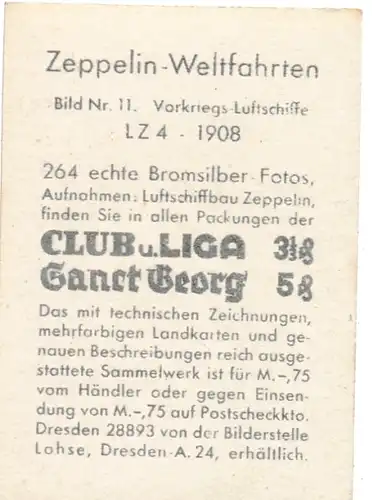 Zeppelin-Weltfahrten
Bild Nr. 11. Vorkriegs-Luftschiffe
LZ 4 - 1908
264 echte Bromsilber-Fotos,
Aufnahmen: Luftschiffbau Zeppelin,
finden Sie in allen Packungen der
CLUB u. LIGA 3⅓ ₰
Sanct Georg 5 ₰
Das mit technischen Zeichnungen,
mehrfarbigen Landkarten und ge-
nauen Beschreibungen reich ausge-
stattete Sammelwerk ist für M.-,75
vom Händler oder gegen Einsen-
dung von M.-,75 auf Postscheckkto.
Dresden 28893 von der Bilderstelle
Lohse, Dresden-A. 24, erhältlich.